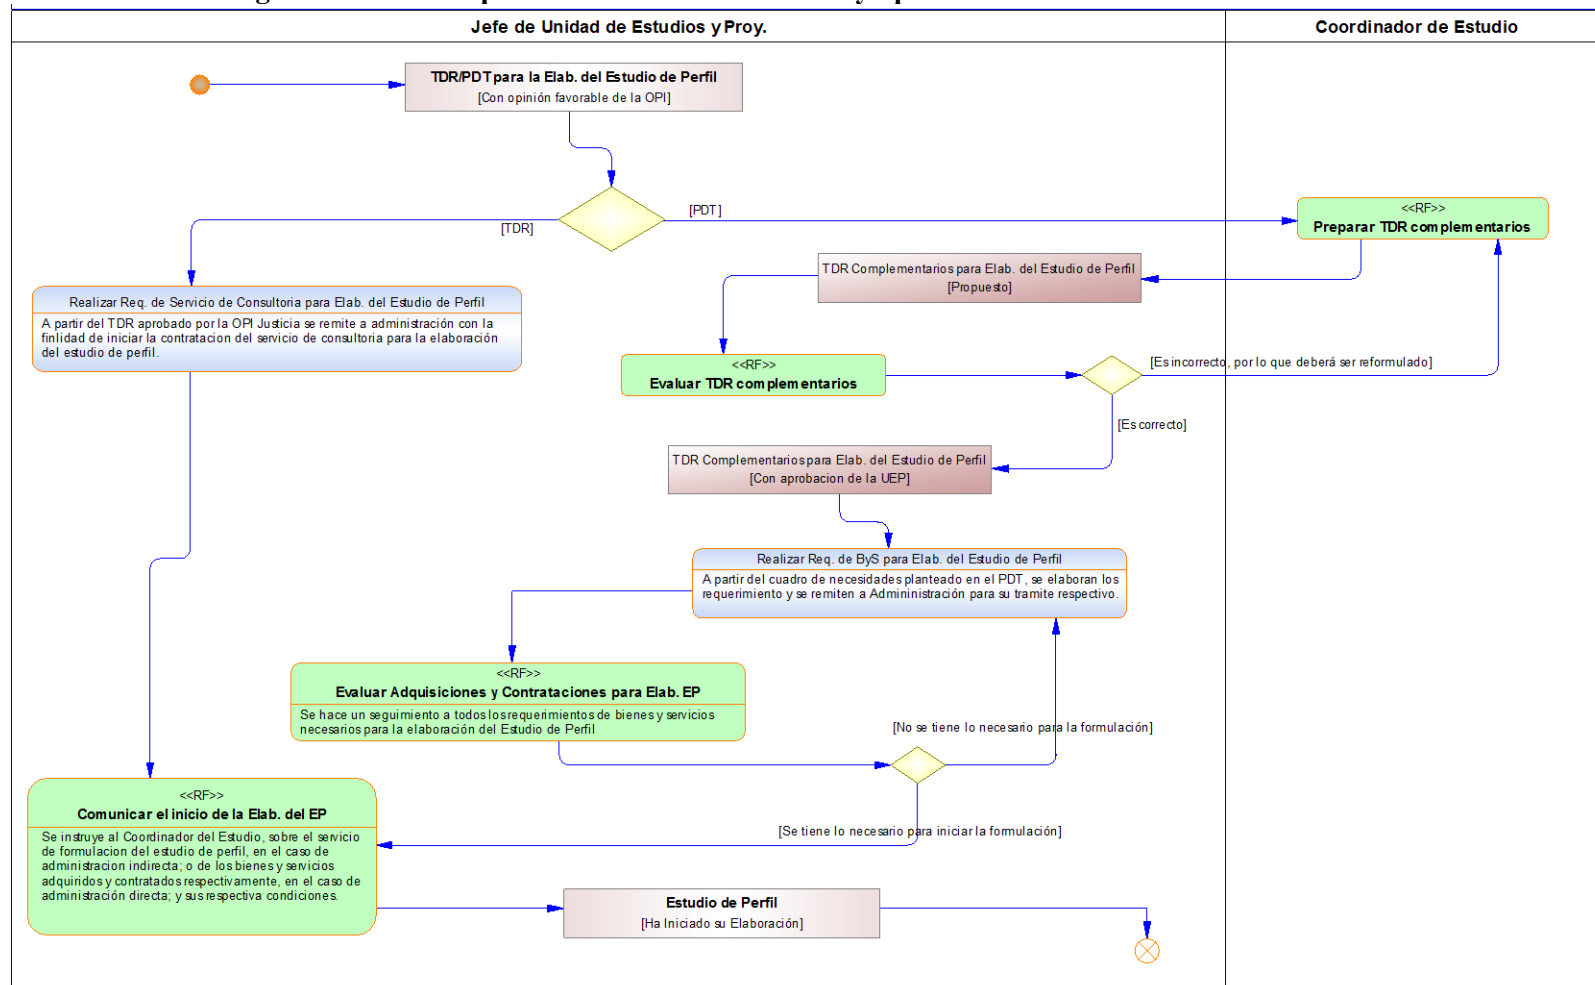 Jefe de Unidad de Estudios y Proy.
Coordinador de Estudio
TDR/PDT para la Elab. del Estudio de Perfil
[Con opinión favorable de la OPI]
[PDT]
[TDR]
<<RF>>
Preparar TDR complementarios
TDR Complementarios para Elab. del Estudio de Perfil
[Propuesto]
Realizar Req. de Servicio de Consultoria para Elab. del Estudio de Perfil
A partir del TDR aprobado por la OPI Justicia se remite a administración con la
finlidad de iniciar la contratacion del servicio de consultoria para la elaboración
del estudio de perfil.
<<RF>>
Evaluar TDR complementarios
[Es incorrecto, por lo que deberá ser reformulado]
[Es correcto]
TDR Complementarios para Elab. del Estudio de Perfil
[Con aprobacion de la UEP]
Realizar Req. de ByS para Elab. del Estudio de Perfil
A partir del cuadro de necesidades planteado en el PDT, se elaboran los
requerimiento y se remiten a Admininistración para su tramite respectivo.
<<RF>>
Evaluar Adquisiciones y Contrataciones para Elab. EP
Se hace un seguimiento a todos los requerimientos de bienes y servicios
necesarios para la elaboración del Estudio de Perfil
[No se tiene lo necesario para la formulación]
<<RF>>
Comunicar el inicio de la Elab. del EP
Se instruye al Coordinador del Estudio, sobre el servicio
de formulacion del estudio de perfil, en el caso de
administracion indirecta; o de los bienes y servicios
adquiridos y contratados respectivamente, en el caso de
administración directa; y sus respectiva condiciones.
[Se tiene lo necesario para iniciar la formulación]
Estudio de Perfil
[Ha Iniciado su Elaboración]